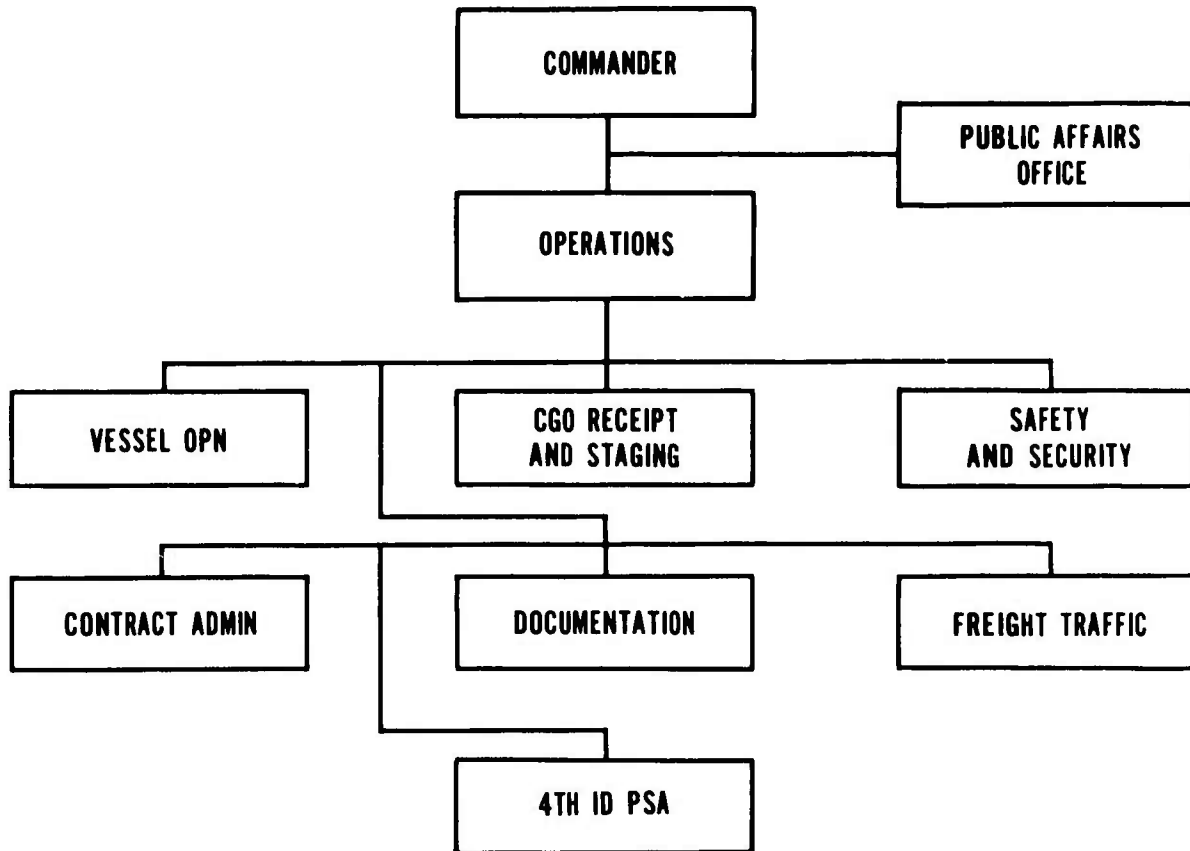 COMMANDER
PUBLIC AFFAIRS
OFFICE
OPERATIONS
VESSEL OPN
CGO RECEIPT
AND STAGING
SAFETY
AND SECURITY
CONTRACT ADMIN
DOCUMENTATION
FREIGHT TRAFFIC
4TH ID PSA